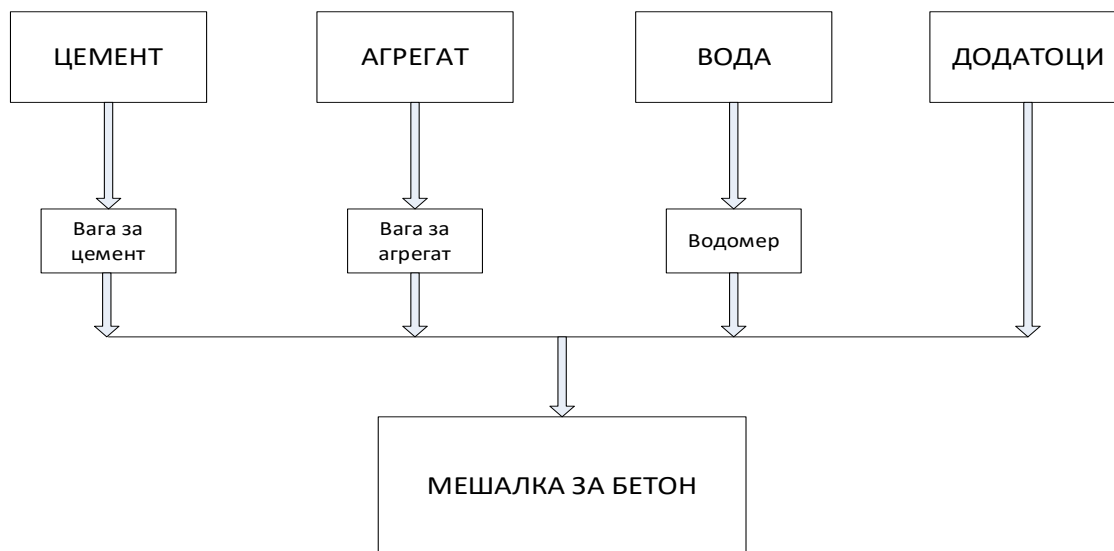 ЦЕМЕНТ
АГРЕГАТ
ВОДА
ДОДАТОЦИ
Вага за
цемент
Вага за
агрегат
Водомер
МЕШАЛКА ЗА БЕТОН